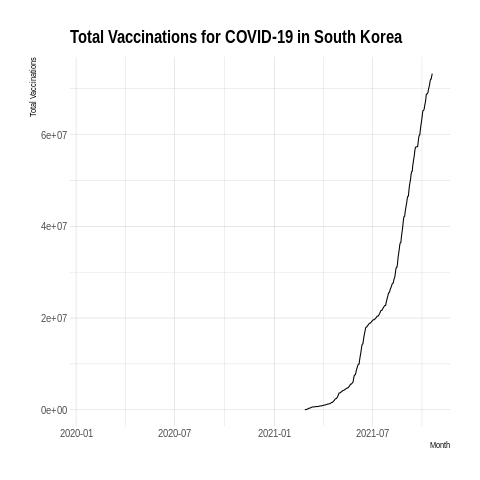 Total Vaccinations for COVID-19 in South Korea
Total Vaccinations
6e+07
4e+07
2e+07
0e+00
2020-01 2020-07 2021-01 2021-07
Month